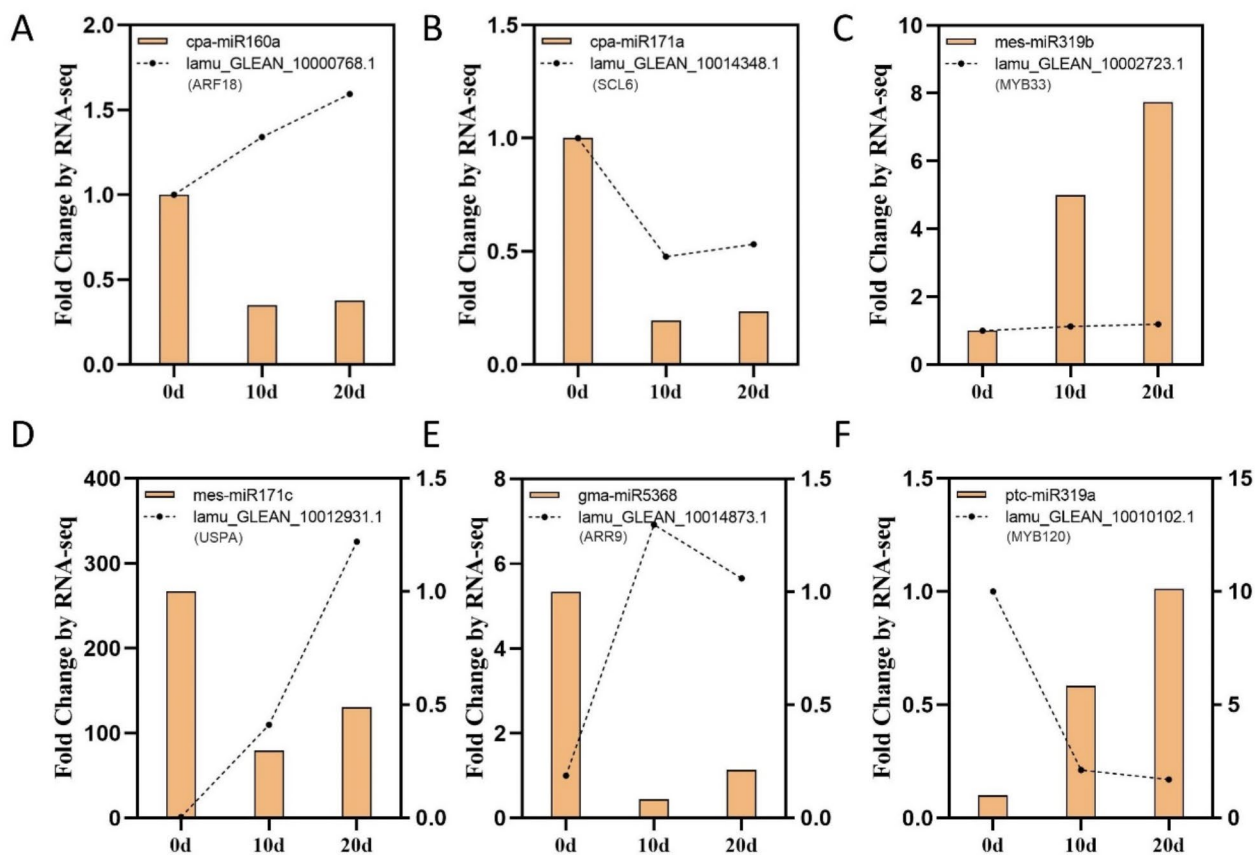 A
Fold Change by RNA-seq
2.0
1.5
1.0
0.5
0.0
cpa-miR160a
lamu_GLEAN_10000768.1
(ARF18)
0d 10d 20d
B
Fold Change by RNA-seq
1.5
1.0
0.5
0.0
cpa-miR171a
lamu_GLEAN_10014348.1
(SCL6)
0d 10d 20d
C
Fold Change by RNA-seq
10
8
6
4
2
0
mes-miR319b
lamu_GLEAN_10002723.1
(MYB33)
0d 10d 20d
D
Fold Change by RNA-seq
400
300
200
100
0
mes-miR171c
lamu_GLEAN_10012931.1
(USPA)
1.5
1.0
0.5
0.0
0d 10d 20d
E
Fold Change by RNA-seq
8
6
4
2
0
gma-miR5368
lamu_GLEAN_10014873.1
(ARR9)
1.5
1.0
0.5
0.0
0d 10d 20d
F
Fold Change by RNA-seq
1.5
1.0
0.5
0.0
ptc-miR319a
lamu_GLEAN_10010102.1
(MYB120)
15
10
5
0
0d 10d 20d